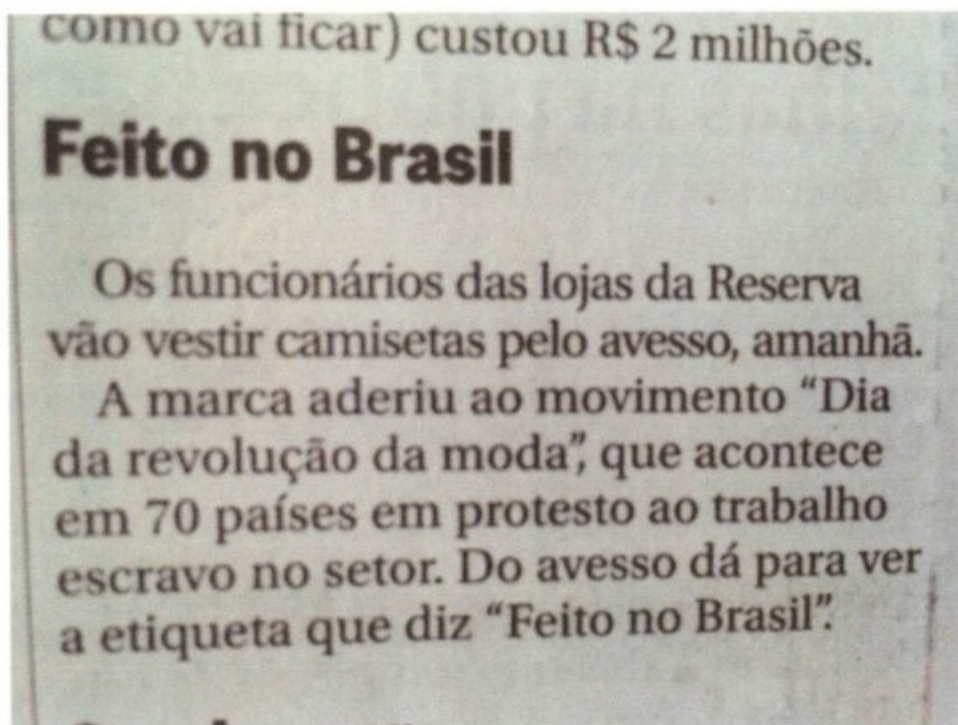 como vai ficar) custou R$ 2 milhões.
Feito no Brasil
Os funcionários das lojas da Reserva
vão vestir camisetas pelo avesso, amanhã.
A marca aderiu ao movimento “Dia
da revolução da moda”, que acontece
em 70 países em protesto ao trabalho
escravo no setor. Do avesso dá para ver
a etiqueta que diz “Feito no Brasil”.